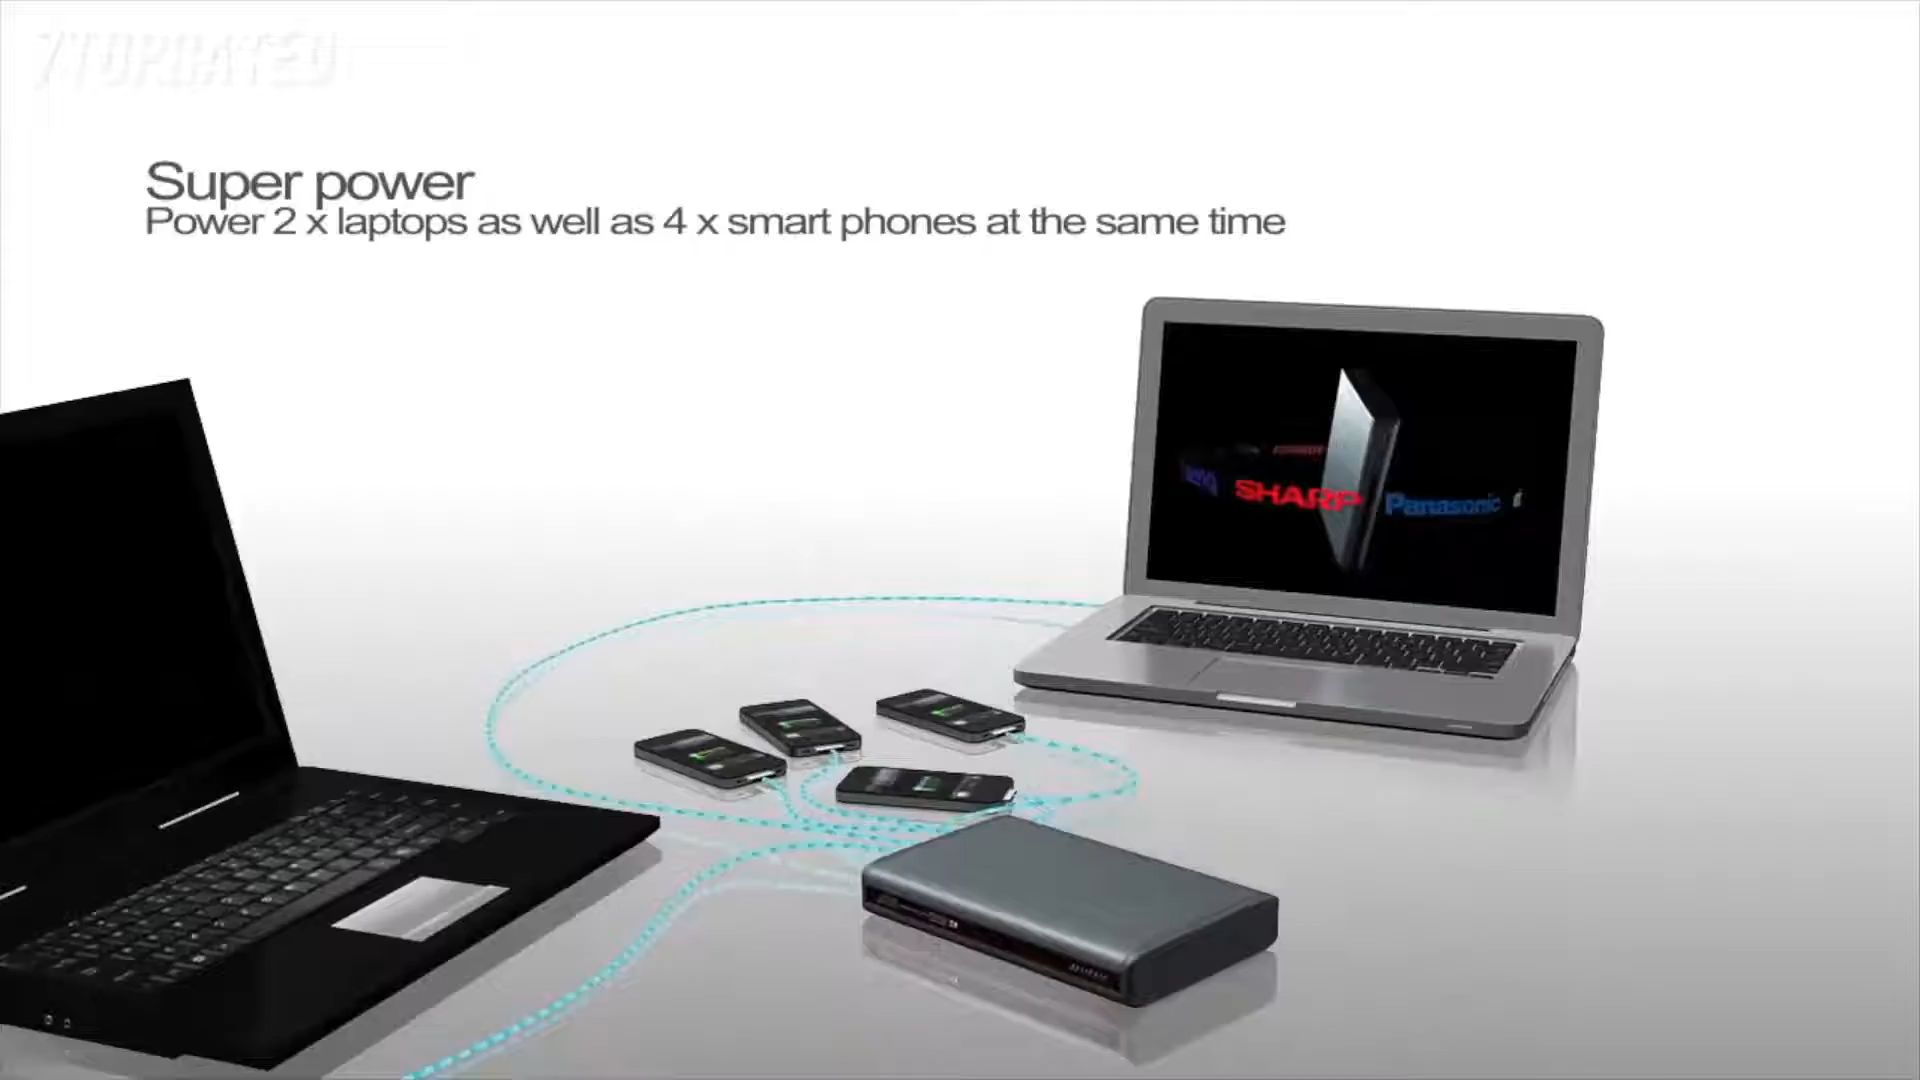 Super power
Power 2 x laptops as well as 4 x smart phones at the same time
SHARP
Panasonic